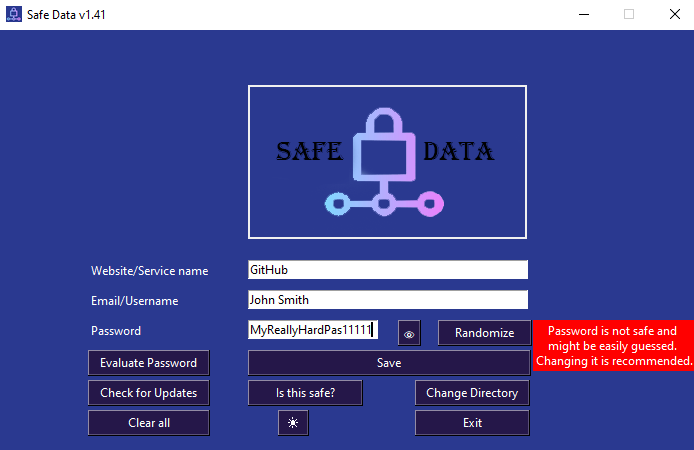 Safe Data v1.41
SAFE DATA
Website/Service name
GitHub
Email/Username
John Smith
Password
MyReallyHardPas11111
Randomize
Password is not safe and
might be easily guessed.
Changing it is recommended.
Evaluate Password
Save
Check for Updates
Is this safe?
Change Directory
Clear all
Exit